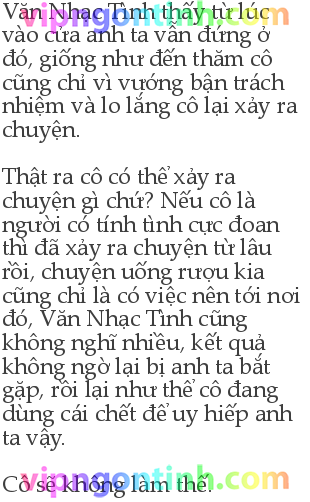 Văn Nhạc Tình thấy từ lúc
vào cửa anh ta vẫn đứng ở
đó, giống như đến thăm cô
cũng chỉ vì vướng bận trách
nhiệm và lo lắng cô lại xảy ra
chuyện.
Thật ra cô có thể xảy ra
chuyện gì chứ? Nếu cô là
người có tính tình cực đoan
thì đã xảy ra chuyện từ lâu
rồi, chuyện uống rượu kia
cũng chỉ là có việc nên tới nơi
đó, Văn Nhạc Tình cũng
không nghĩ nhiều, kết quả
không ngờ lại bị anh ta bắt
gặp, rồi lại như thể cô đang
dùng cái chết để uy hiếp anh
ta vậy.
Cô sẽ không làm thế.
vipngontinh.com
vipngontinh.com